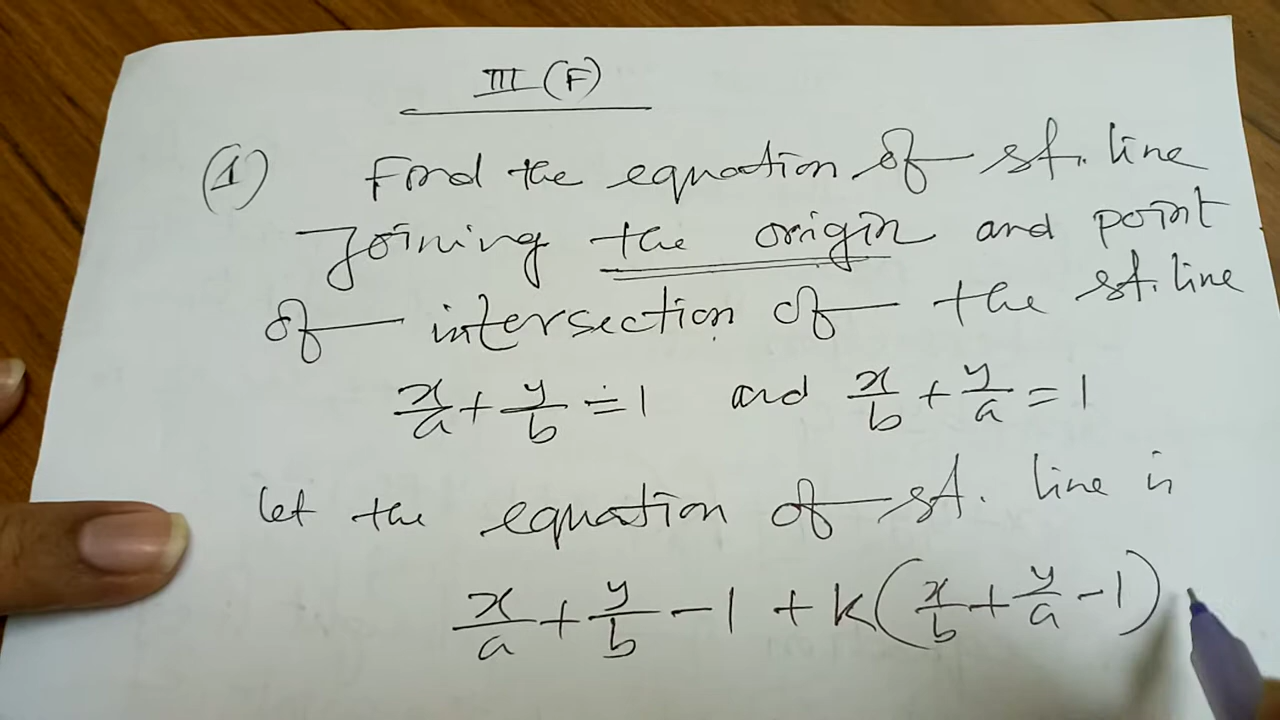 III (F)
(1) Find the equation of st. line
Joining the origin and point
of intersection of the st. line
x/a + y/b = 1 and x/b + y/a = 1
let the equation of st. line is
x/a + y/b - 1 + k(x/b + y/a - 1)